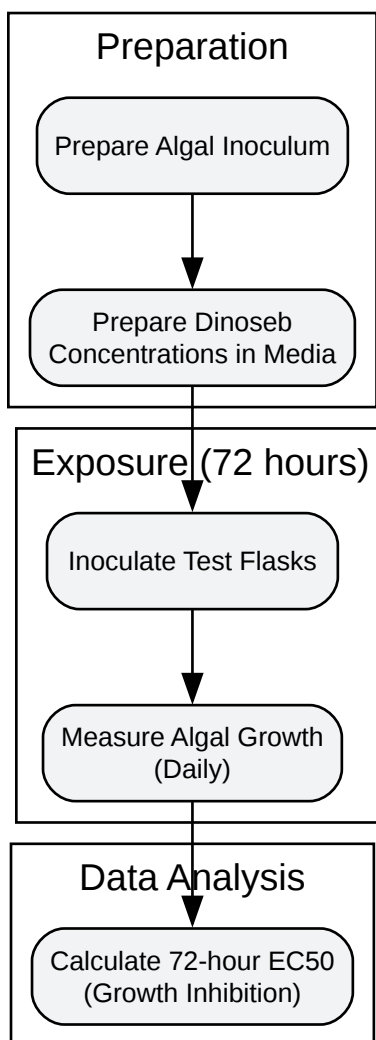 Preparation
Prepare Algal Inoculum
Prepare Dinoseb
Concentrations in Media
Exposure (72 hours)
Inoculate Test Flasks
Measure Algal Growth
(Daily)
Data Analysis
Calculate 72-hour EC50
(Growth Inhibition)